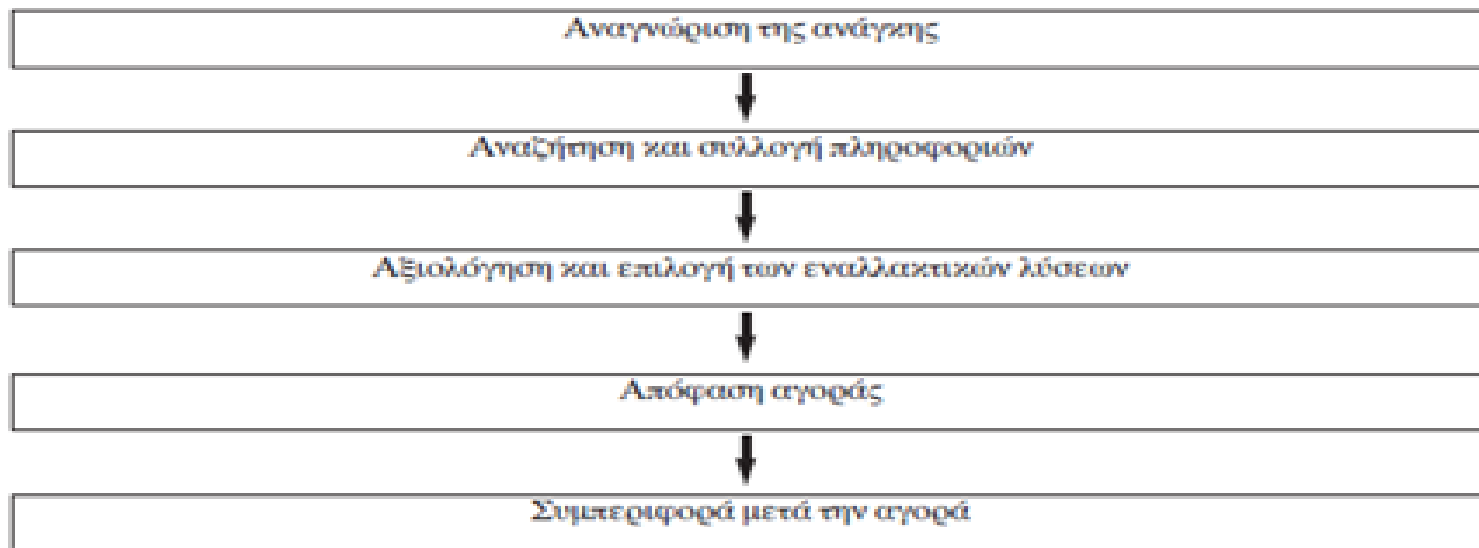 Αναγνώριση της ανάγκης
Αναζήτηση και συλλογή πληροφοριών
Αξιολόγηση και επιλογή των εναλλακτικών λύσεων
Απόφαση αγοράς
Συμπεριφορά μετά την αγορά